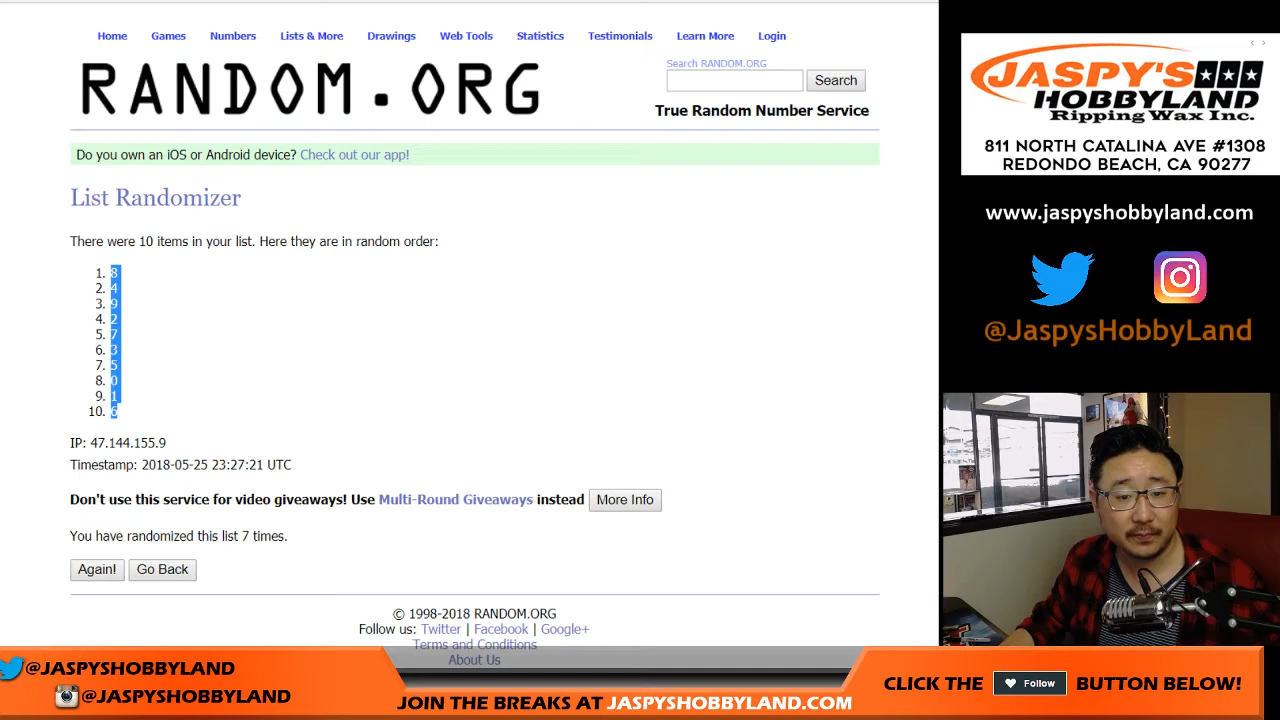 Home Games Numbers Lists & More Drawings Web Tools Statistics Testimonials Learn More Login
RANDOM.ORG
Search RANDOM.ORG
Search
True Random Number Service
Do you own an iOS or Android device? Check out our app!
List Randomizer
There were 10 items in your list. Here they are in random order:
1. 8
2. 4
3. 9
4. 2
5. 7
6. 3
7. 5
8. 0
9. 1
10. 6
IP: 47.144.155.9
Timestamp: 2018-05-25 23:27:21 UTC
Don't use this service for video giveaways! Use Multi-Round Giveaways instead More Info
You have randomized this list 7 times.
Again! Go Back
© 1998-2018 RANDOM.ORG
Follow us: Twitter | Facebook | Google+
Terms and Conditions
About Us
JASPY'S
HOBBYLAND
Ripping Wax Inc.
811 NORTH CATALINA AVE #1308
REDONDO BEACH, CA 90277
www.jaspyshobbyland.com
@JaspysHobbyLand
@JASPYSHOBBYLAND
@JASPYSHOBBYLAND
JOIN THE BREAKS AT JASPYSHOBBYLAND.COM
CLICK THE Follow BUTTON BELOW!